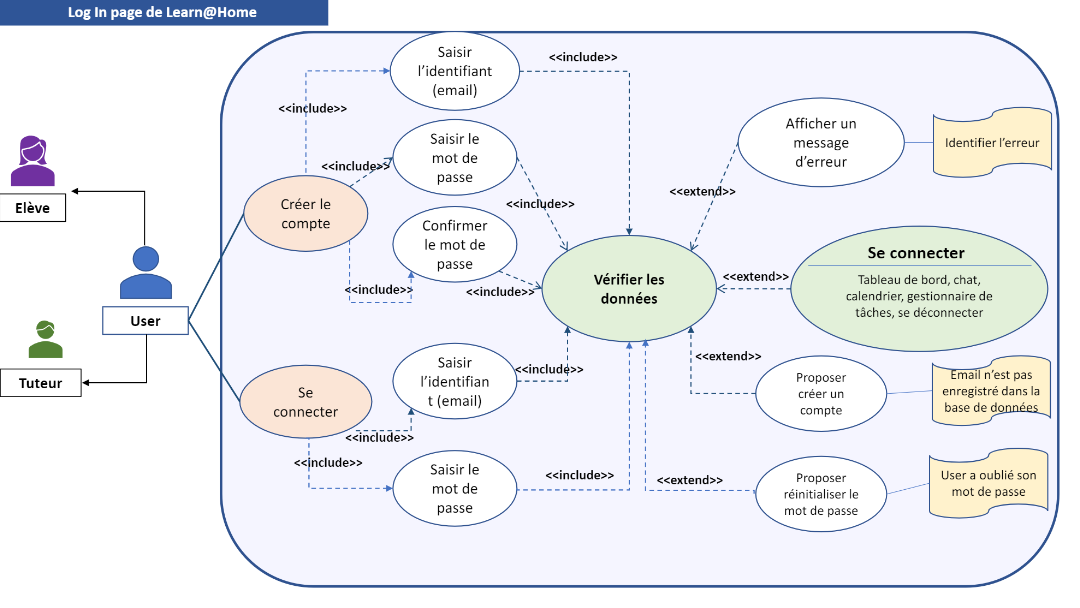 Log In page de Learn@Home
Elève
User
Tuteur
Créer le
compte
Se
connecter
<<include>>
<<include>>
<<include>>
<<include>>
<<include>>
Saisir
l'identifiant
(email)
Saisir le
mot de
passe
Confirmer
le mot de
passe
Saisir
l'identifian
t (email)
Saisir le
mot de
passe
<<include>>
<<include>>
<<include>>
<<include>>
<<include>>
Vérifier les
données
<<extend>>
<<extend>>
<<extend>>
<<extend>>
Afficher un
message
d'erreur
Identifier l'erreur
Se connecter
Tableau de bord, chat,
calendrier, gestionnaire de
tâches, se déconnecter
Proposer
créer un
compte
Email n'est pas
enregistré dans la
base de données
Proposer
réinitialiser le
mot de passe
User a oublié son
mot de passe